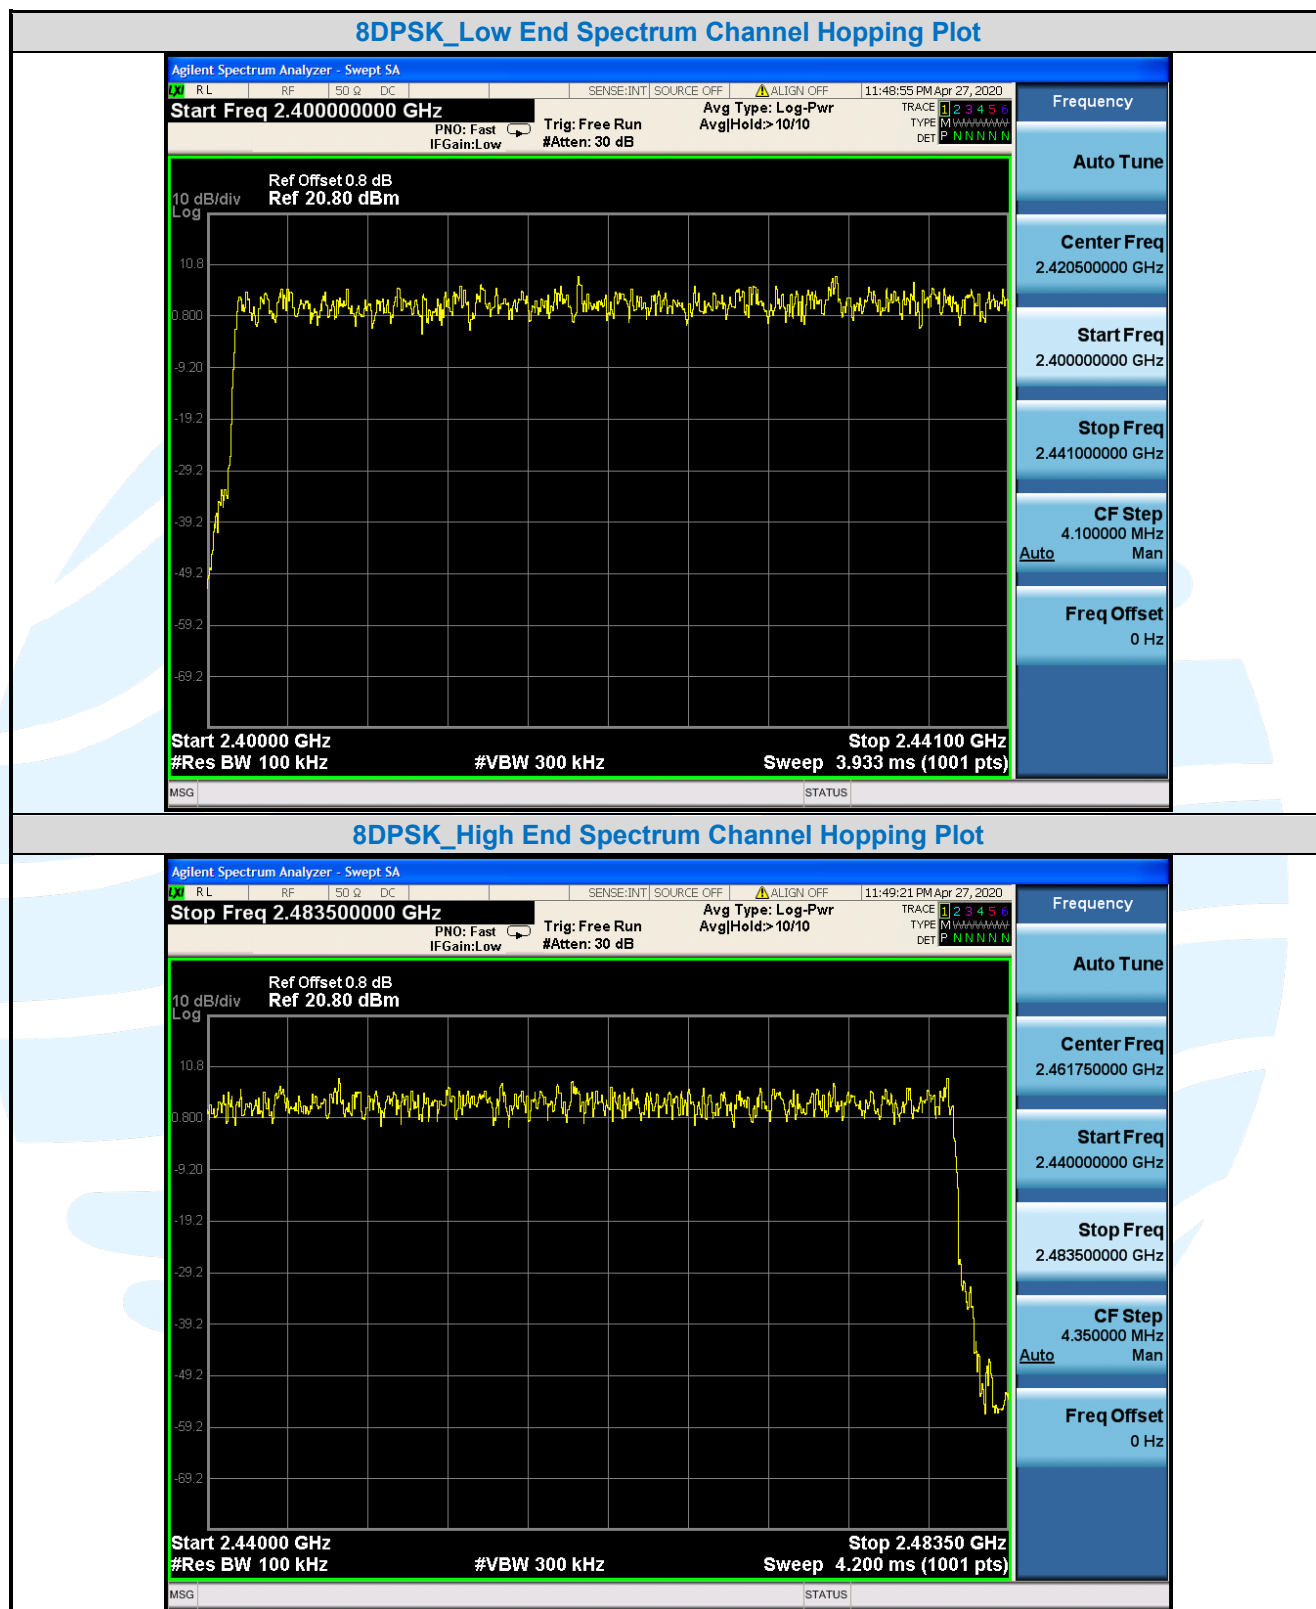 8DPSK_Low End Spectrum Channel Hopping Plot
Agilent Spectrum Analyzer - Swept SA
LXI RL RF 50 Ω DC SENSE:INT SOURCE OFF ALIGN OFF 11:48:55 PM Apr 27, 2020
Start Freq 2.400000000 GHz
PNO: Fast
IFGain:Low
Trig: Free Run
#Atten: 30 dB
Avg Type: Log-Pwr
Avg|Hold:> 10/10
TRACE 1 2 3 4 5 6
TYPE M WWWWW
DET P N N N N N
Frequency
Auto Tune
Center Freq
2.420500000 GHz
Start Freq
2.400000000 GHz
Stop Freq
2.441000000 GHz
CF Step
4.100000 MHz
Auto Man
Freq Offset
0 Hz
Ref Offset 0.8 dB
10 dB/div Ref 20.80 dBm
Log
10.8
0.800
-9.20
-19.2
-29.2
-39.2
-49.2
-59.2
-69.2
Start 2.40000 GHz Stop 2.44100 GHz
#Res BW 100 kHz #VBW 300 kHz Sweep 3.933 ms (1001 pts)
MSG STATUS
8DPSK_High End Spectrum Channel Hopping Plot
Agilent Spectrum Analyzer - Swept SA
LXI RL RF 50 Ω DC SENSE:INT SOURCE OFF ALIGN OFF 11:49:21 PM Apr 27, 2020
Stop Freq 2.483500000 GHz
PNO: Fast
IFGain:Low
Trig: Free Run
#Atten: 30 dB
Avg Type: Log-Pwr
Avg|Hold:> 10/10
TRACE 1 2 3 4 5 6
TYPE M WWWWW
DET P N N N N N
Frequency
Auto Tune
Center Freq
2.461750000 GHz
Start Freq
2.440000000 GHz
Stop Freq
2.483500000 GHz
CF Step
4.350000 MHz
Auto Man
Freq Offset
0 Hz
Ref Offset 0.8 dB
10 dB/div Ref 20.80 dBm
Log
10.8
0.800
-9.20
-19.2
-29.2
-39.2
-49.2
-59.2
-69.2
Start 2.44000 GHz Stop 2.48350 GHz
#Res BW 100 kHz #VBW 300 kHz Sweep 4.200 ms (1001 pts)
MSG STATUS